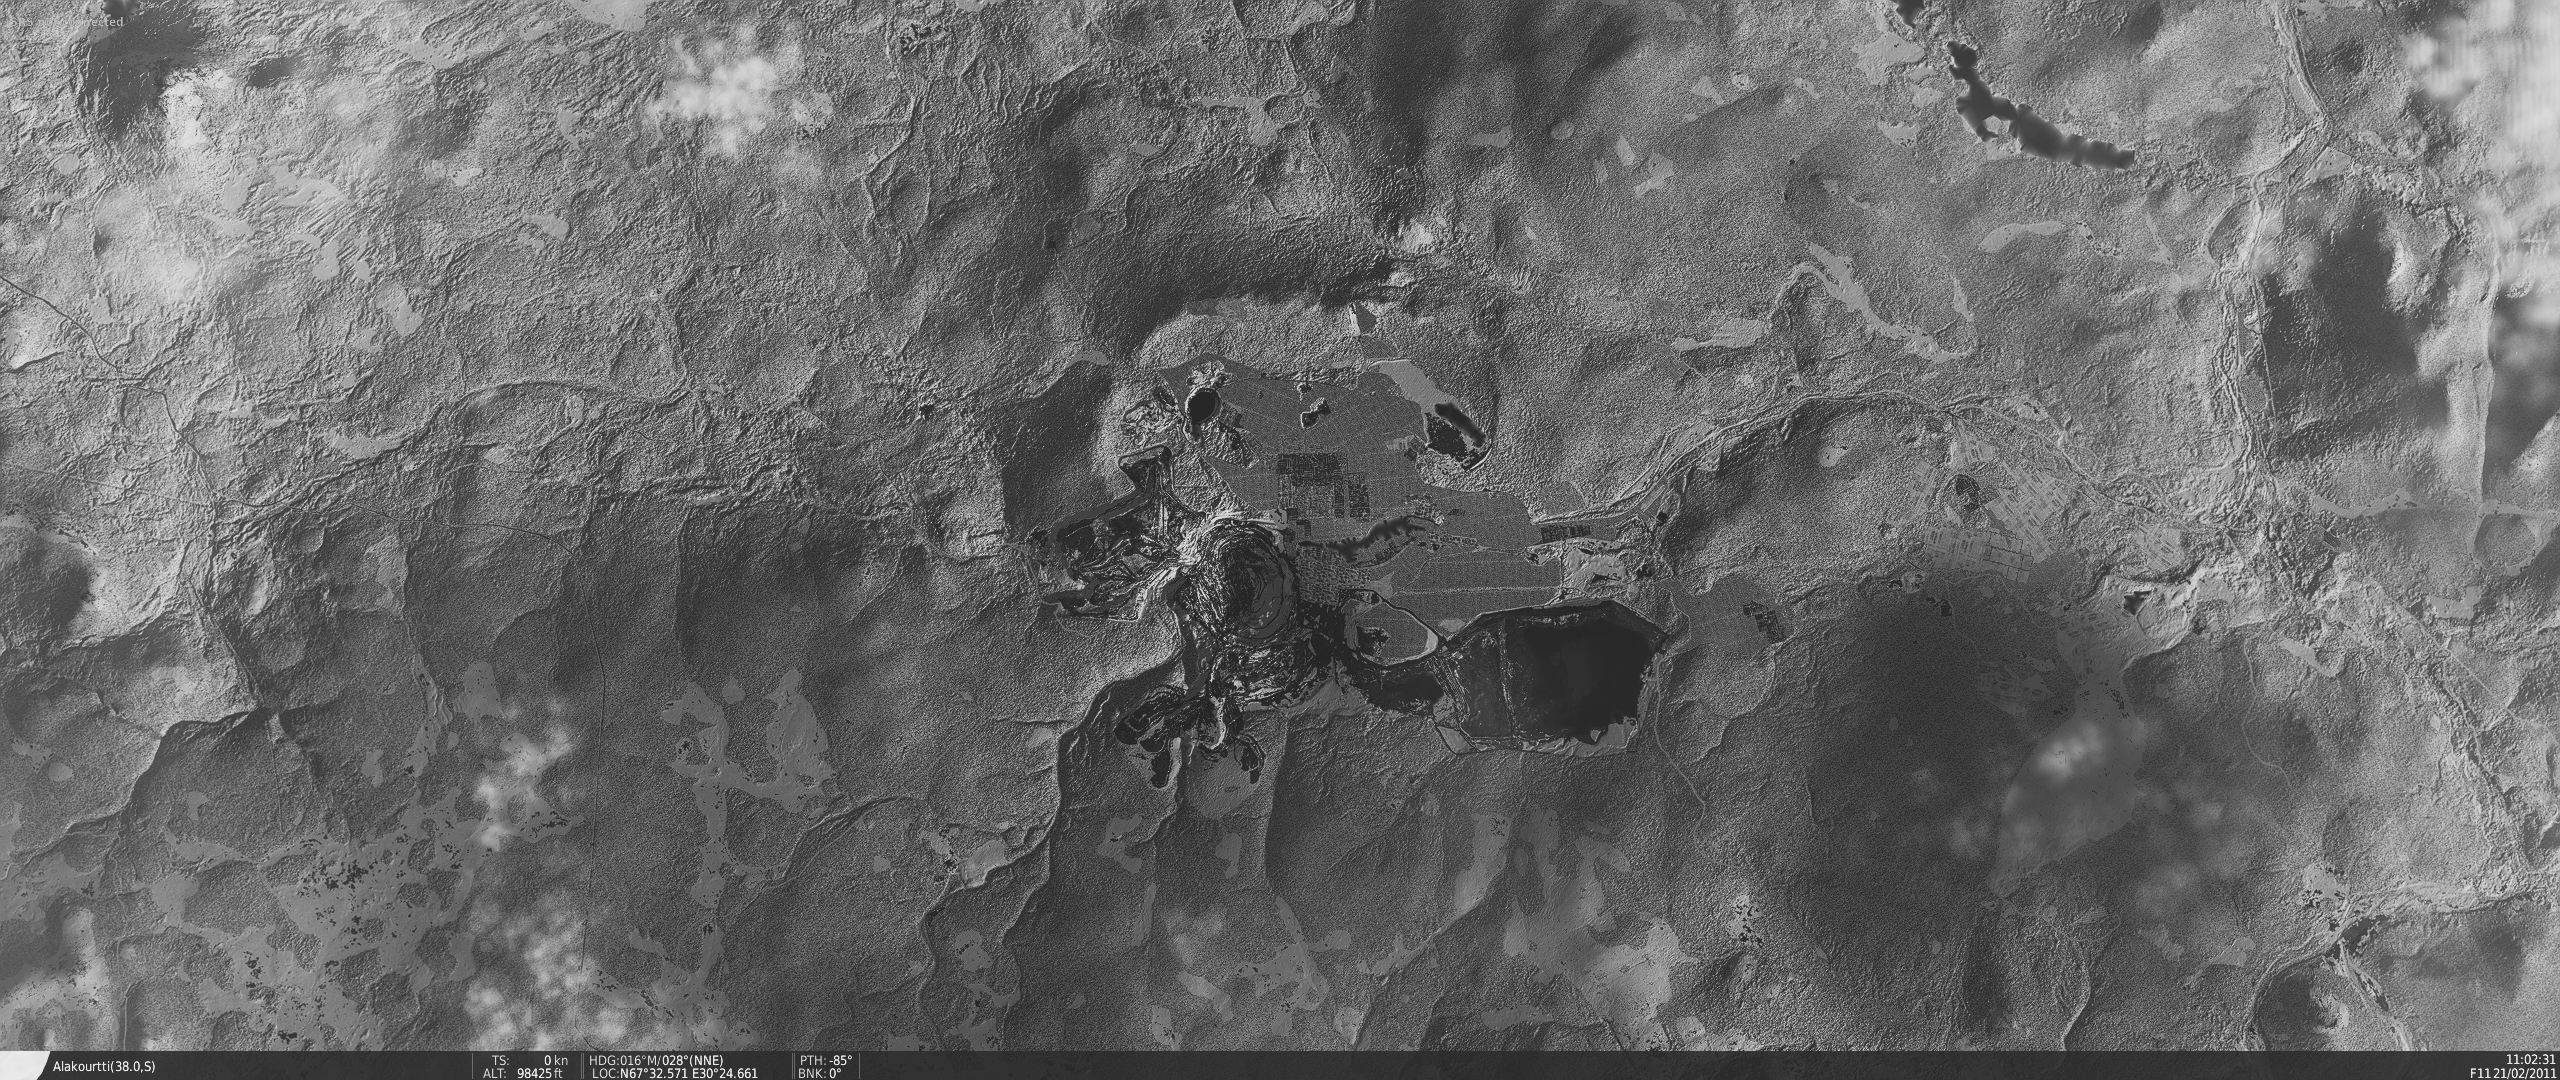 Alakourtti(38.0,S)
TS: 0 kn
ALT: 98425 ft
HDG:016°M/028°(NNE)
LOC:N67°32.571 E30°24.661
PTH: -85°
BNK: 0°
11:02:31
F11 21/02/2011